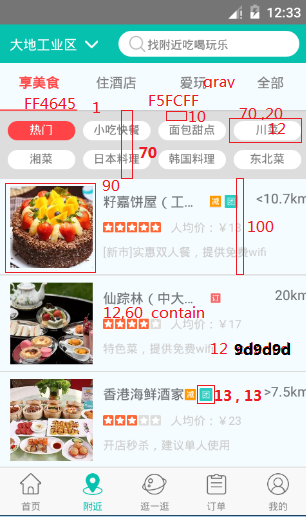 12:33
大地工业区 找附近吃喝玩乐
享美食 住酒店 爱玩 grav 全部
FF4645 1 F5FCFF 10 70 ,20
热门 小吃快餐 面包甜点 川菜 12
湘菜 日本料理 70 韩国料理 东北菜
90
籽嘉饼屋（工... 减 团 <10.7km
人均价：￥13 100
[新市]实惠双人餐，提供免费wifi
仙踪林（中大... 订 20km
12,60 contain
人均价：￥17
特色菜，提供免费wifi 12 9d9d9d
香港海鲜酒家 减 团 13 , 13 >7.5km
人均价：￥23
开店秒杀，建议单人使用
首页 附近 逛一逛 订单 我的